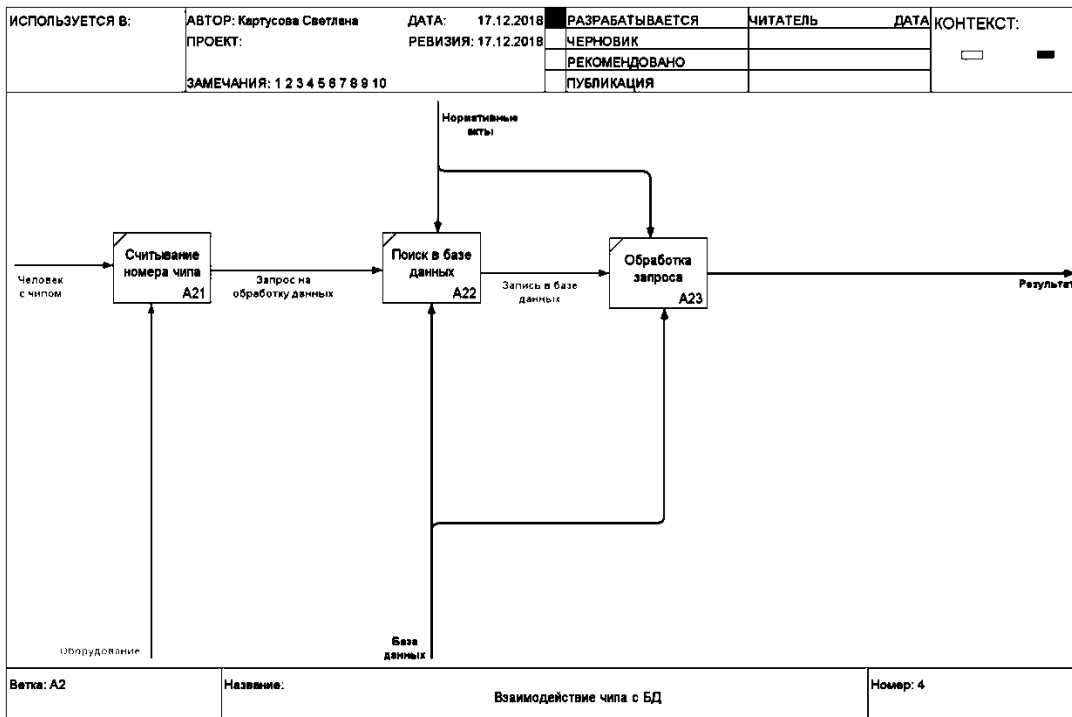 ИСПОЛЬЗУЕТСЯ В:
АВТОР: Картусова Светлана
ДАТА: 17.12.2018
ПРОЕКТ:
РЕВИЗИЯ: 17.12.2018
ЗАМЕЧАНИЯ: 1 2 3 4 5 6 7 8 9 10
РАЗРАБАТЫВАЕТСЯ
ЧЕРНОВИК
РЕКОМЕНДОВАНО
ПУБЛИКАЦИЯ
ЧИТАТЕЛЬ
ДАТА
КОНТЕКСТ:
Нормативные
акты
Считывание
номера чипа
A21
Поиск в базе
данных
A22
Обработка
запроса
A23
Человек
с чипом
Запрос на
обработку данных
Запись в базе
данных
Результат
Оборудование
База
данных
Ветка: A2
Название:
Взаимодействие чипа с БД
Номер: 4